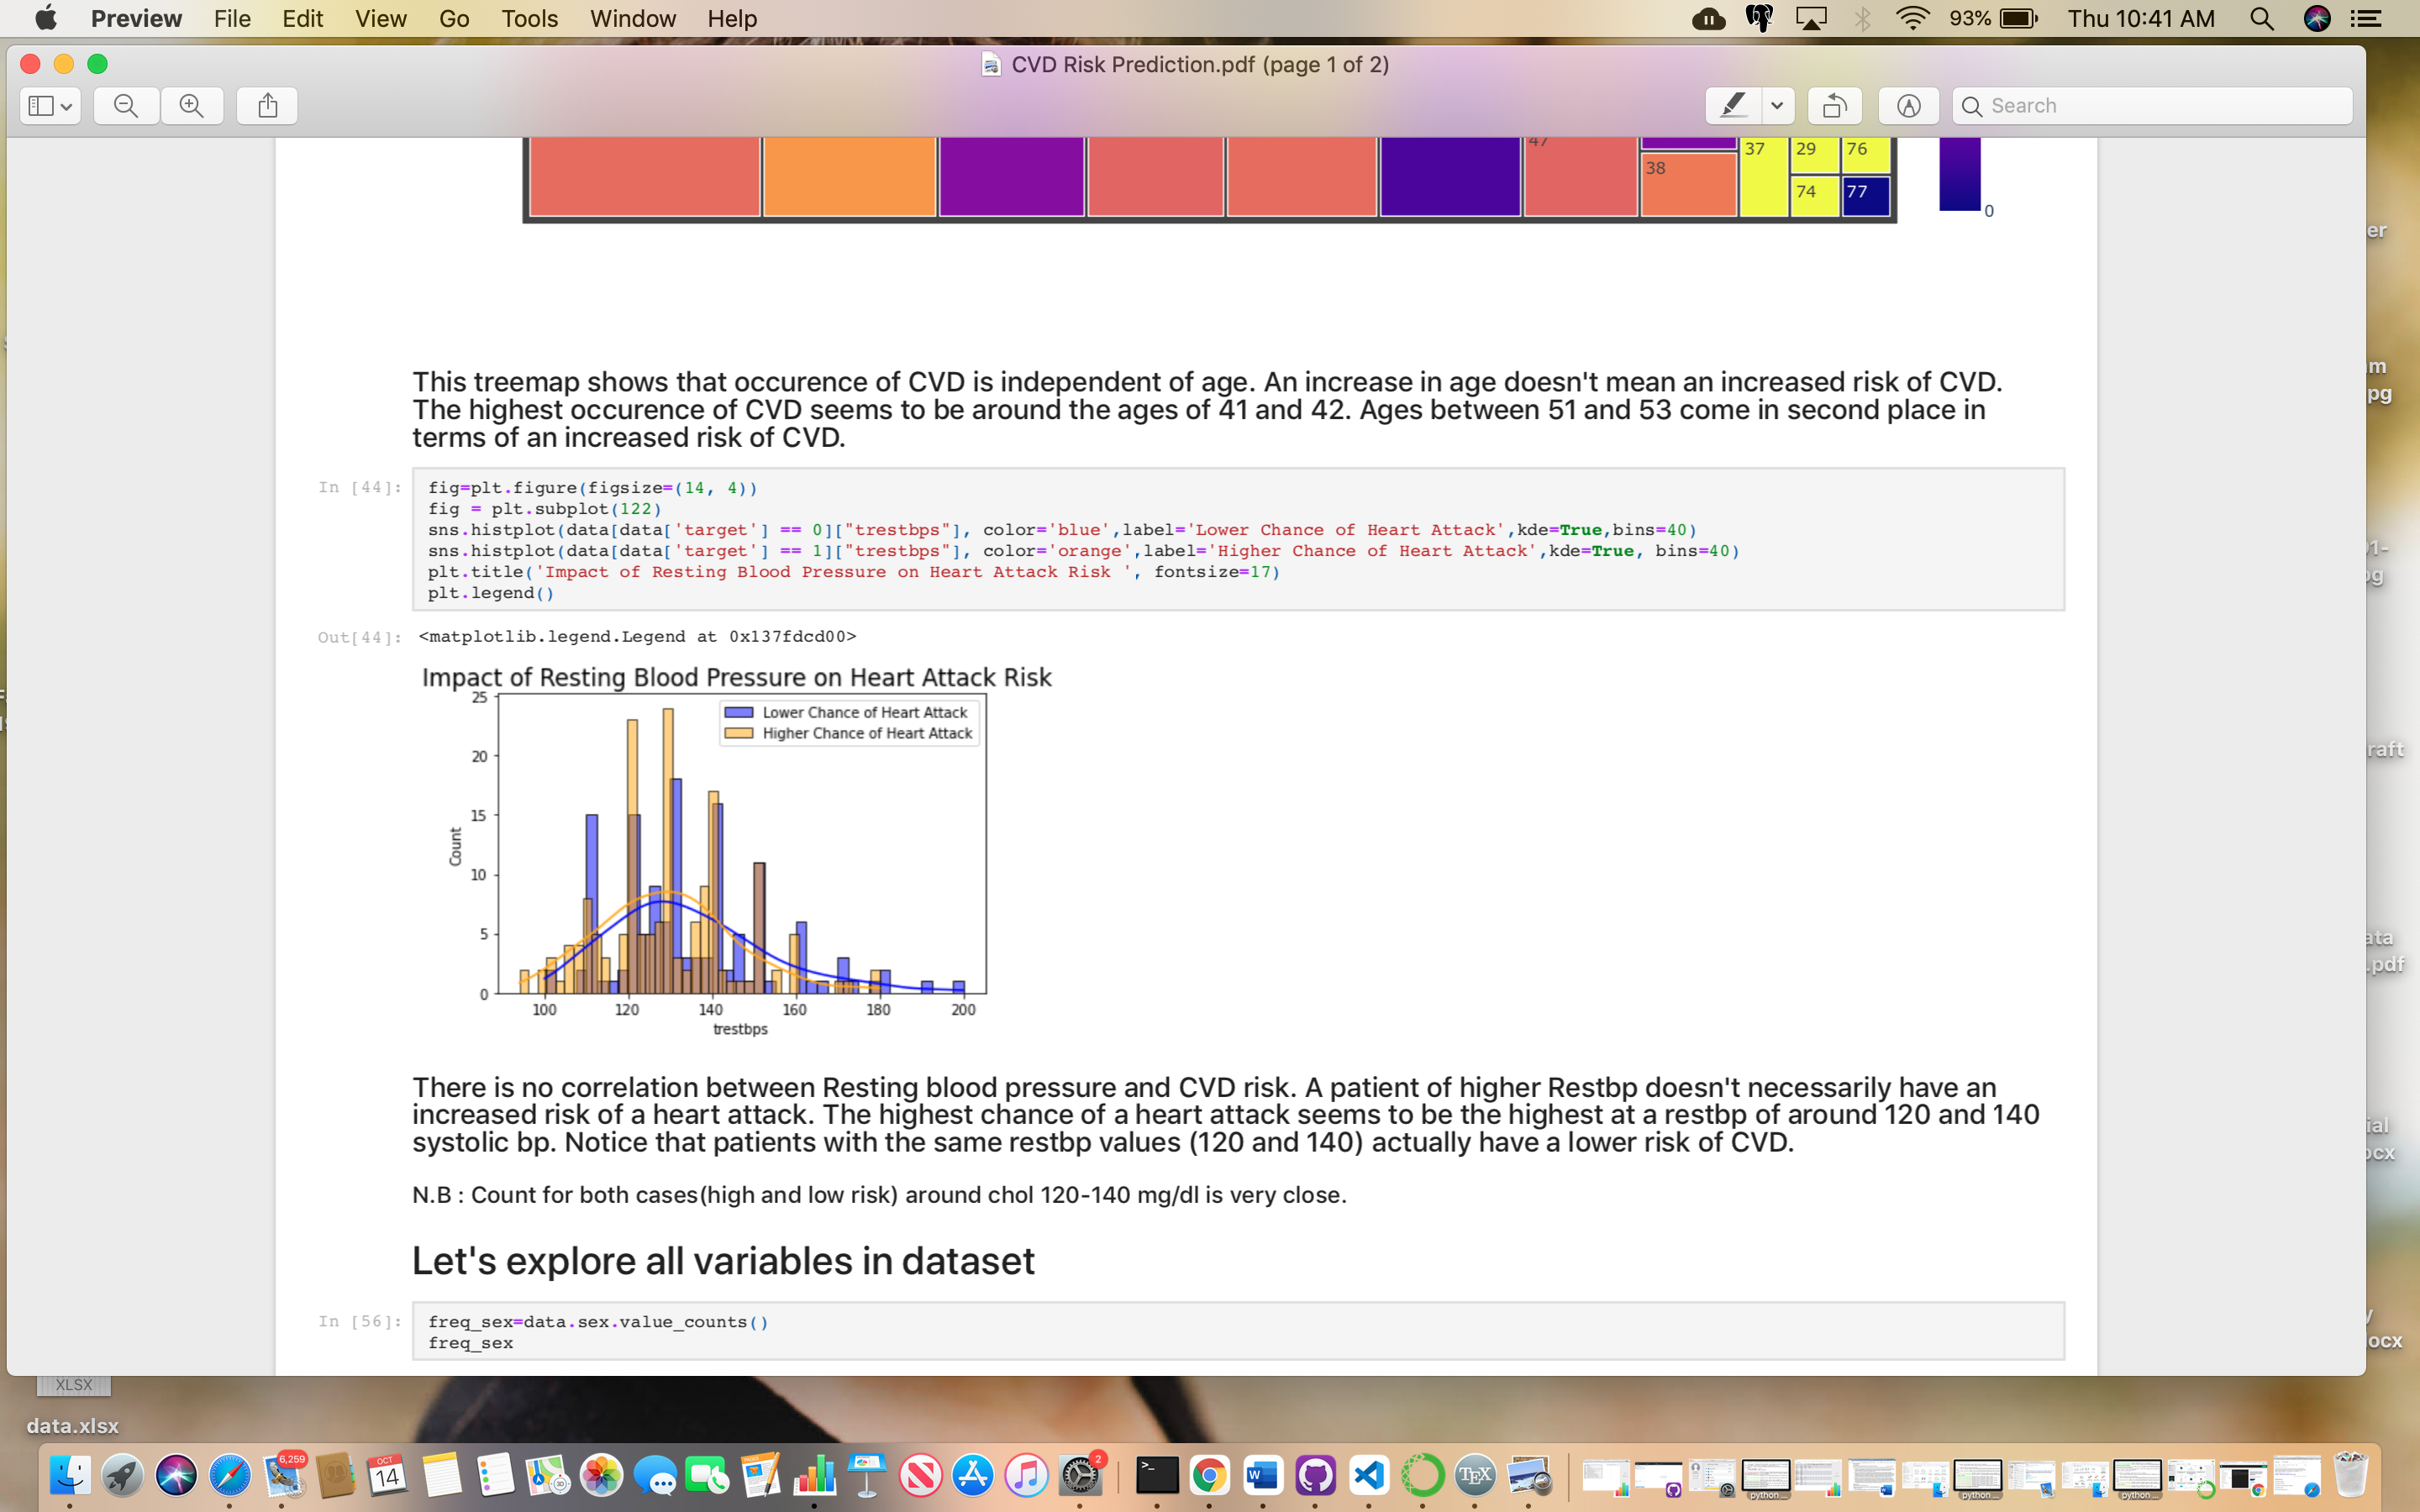 Preview File Edit View Go Tools Window Help 93% Thu 10:41 AM
CVD Risk Prediction.pdf (page 1 of 2)
Search
47
38
37
29
76
74
77
0
This treemap shows that occurence of CVD is independent of age. An increase in age doesn't mean an increased risk of CVD.
The highest occurence of CVD seems to be around the ages of 41 and 42. Ages between 51 and 53 come in second place in
terms of an increased risk of CVD.
In [44]:
fig=plt.figure(figsize=(14, 4))
fig = plt.subplot(122)
sns.histplot(data[data['target'] == 0]["trestbps"], color='blue',label='Lower Chance of Heart Attack',kde=True,bins=40)
sns.histplot(data[data['target'] == 1]["trestbps"], color='orange',label='Higher Chance of Heart Attack',kde=True, bins=40)
plt.title('Impact of Resting Blood Pressure on Heart Attack Risk ', fontsize=17)
plt.legend()
Out[44]: <matplotlib.legend.Legend at 0x137fdcd00>
Impact of Resting Blood Pressure on Heart Attack Risk
Lower Chance of Heart Attack
Higher Chance of Heart Attack
25
20
15
10
5
0
Count
100 120 140 160 180 200
trestbps
There is no correlation between Resting blood pressure and CVD risk. A patient of higher Restbp doesn't necessarily have an
increased risk of a heart attack. The highest chance of a heart attack seems to be the highest at a restbp of around 120 and 140
systolic bp. Notice that patients with the same restbp values (120 and 140) actually have a lower risk of CVD.
N.B : Count for both cases(high and low risk) around chol 120-140 mg/dl is very close.
Let's explore all variables in dataset
In [56]:
freq_sex=data.sex.value_counts()
freq_sex
er
pg
raft
.pdf
ocx
XLSX
data.xlsx
6,259
OCT
14
2
W
TEX
python
python
python